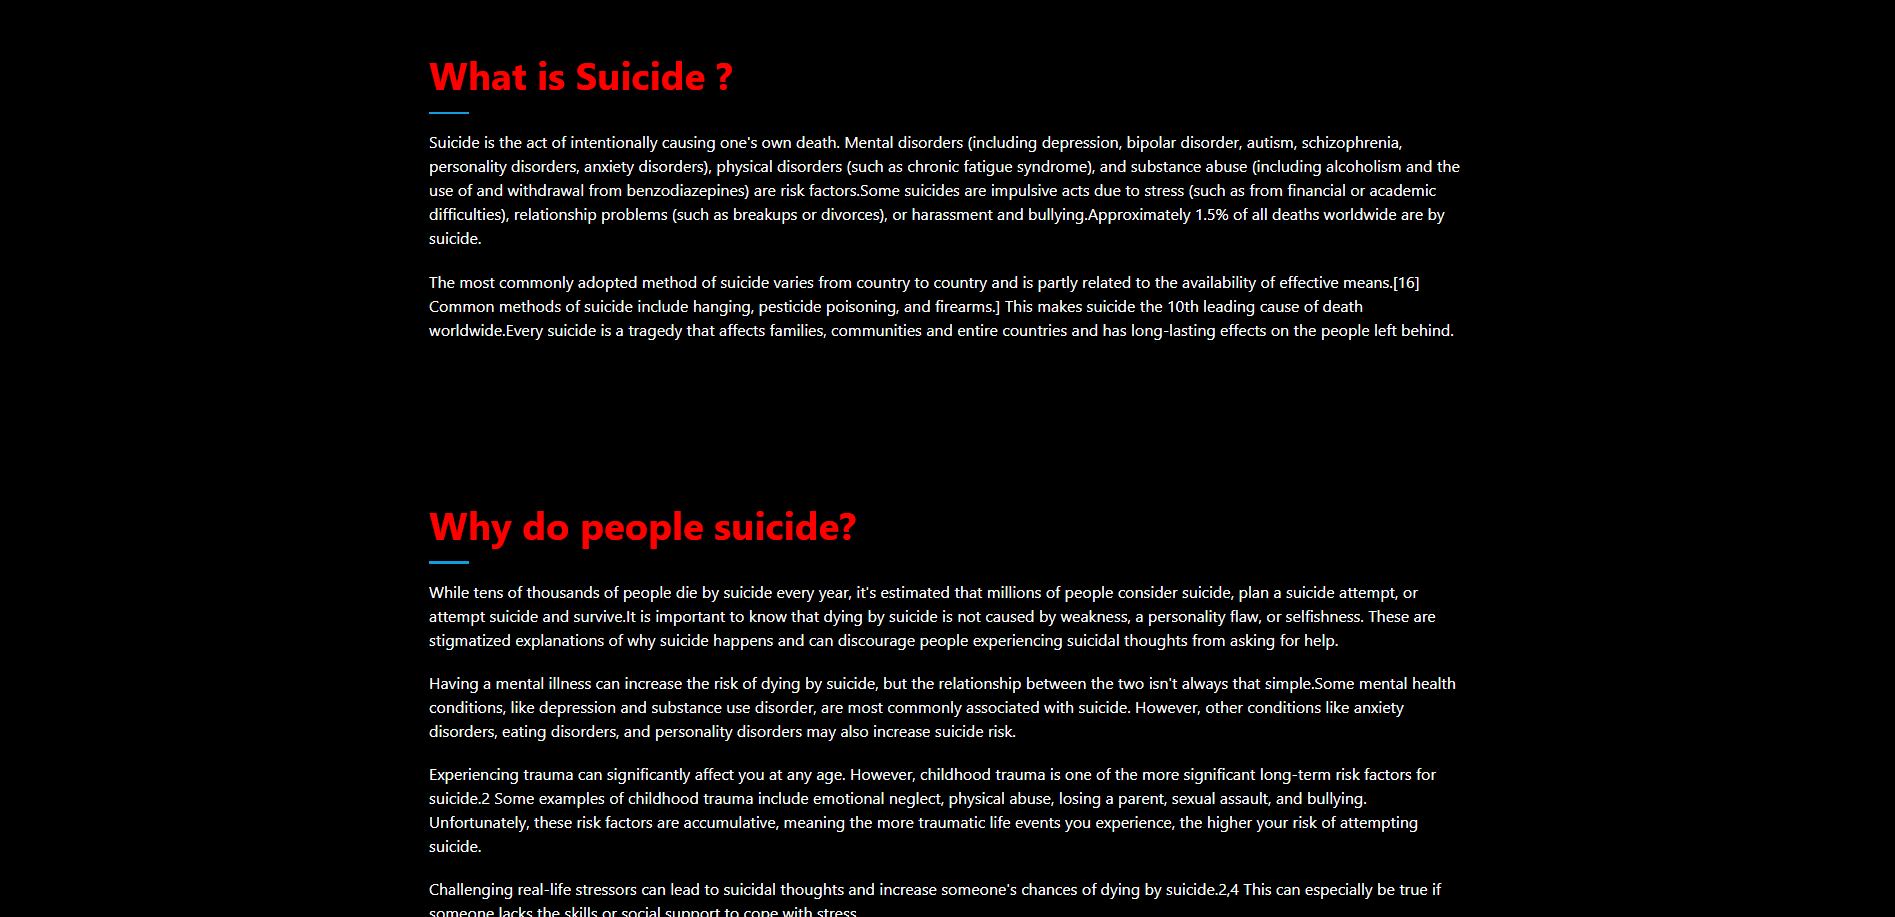 What is Suicide ?
Suicide is the act of intentionally causing one's own death. Mental disorders (including depression, bipolar disorder, autism, schizophrenia,
personality disorders, anxiety disorders), physical disorders (such as chronic fatigue syndrome), and substance abuse (including alcoholism and the
use of and withdrawal from benzodiazepines) are risk factors.Some suicides are impulsive acts due to stress (such as from financial or academic
difficulties), relationship problems (such as breakups or divorces), or harassment and bullying.Approximately 1.5% of all deaths worldwide are by
suicide.
The most commonly adopted method of suicide varies from country to country and is partly related to the availability of effective means.[16]
Common methods of suicide include hanging, pesticide poisoning, and firearms.] This makes suicide the 10th leading cause of death
worldwide.Every suicide is a tragedy that affects families, communities and entire countries and has long-lasting effects on the people left behind.
Why do people suicide?
While tens of thousands of people die by suicide every year, it's estimated that millions of people consider suicide, plan a suicide attempt, or
attempt suicide and survive.It is important to know that dying by suicide is not caused by weakness, a personality flaw, or selfishness. These are
stigmatized explanations of why suicide happens and can discourage people experiencing suicidal thoughts from asking for help.
Having a mental illness can increase the risk of dying by suicide, but the relationship between the two isn't always that simple.Some mental health
conditions, like depression and substance use disorder, are most commonly associated with suicide. However, other conditions like anxiety
disorders, eating disorders, and personality disorders may also increase suicide risk.
Experiencing trauma can significantly affect you at any age. However, childhood trauma is one of the more significant long-term risk factors for
suicide.2 Some examples of childhood trauma include emotional neglect, physical abuse, losing a parent, sexual assault, and bullying.
Unfortunately, these risk factors are accumulative, meaning the more traumatic life events you experience, the higher your risk of attempting
suicide.
Challenging real-life stressors can lead to suicidal thoughts and increase someone's chances of dying by suicide.2,4 This can especially be true if
someone lacks the skills or social support to cope with stress